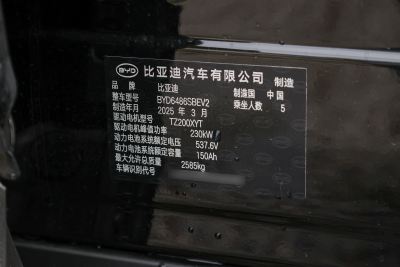 BYD 比亚迪汽车有限公司 制造
品牌 比亚迪 制造国 中国
整车型号 BYD6486SBEV2 乘坐人数 5
制造年月 2025 年 3 月
驱动电机型号 TZ200XYT
驱动电机峰值功率 230kW
动力电池系统额定电压 537.6V
动力电池系统额定容量 150Ah
最大允许总质量 2565kg
车辆识别代号